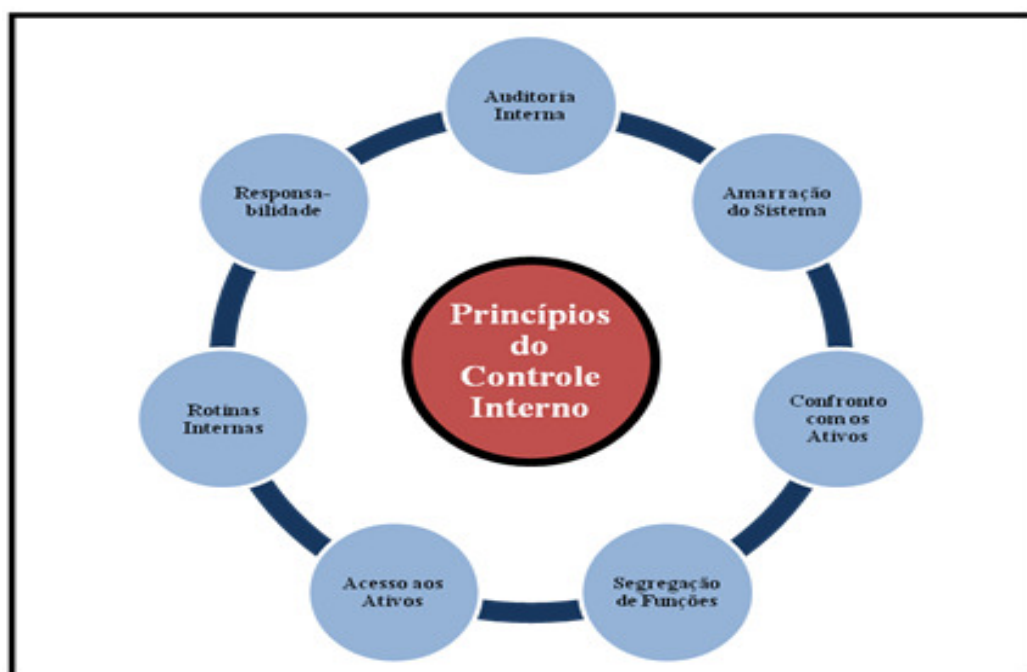 Auditoria
Interna
Amarração
do Sistema
Confronto
com os
Ativos
Segregação
de Funções
Acesso aos
Ativos
Rotinas
Internas
Responsa-
bilidade
Princípios
do
Controle
Interno